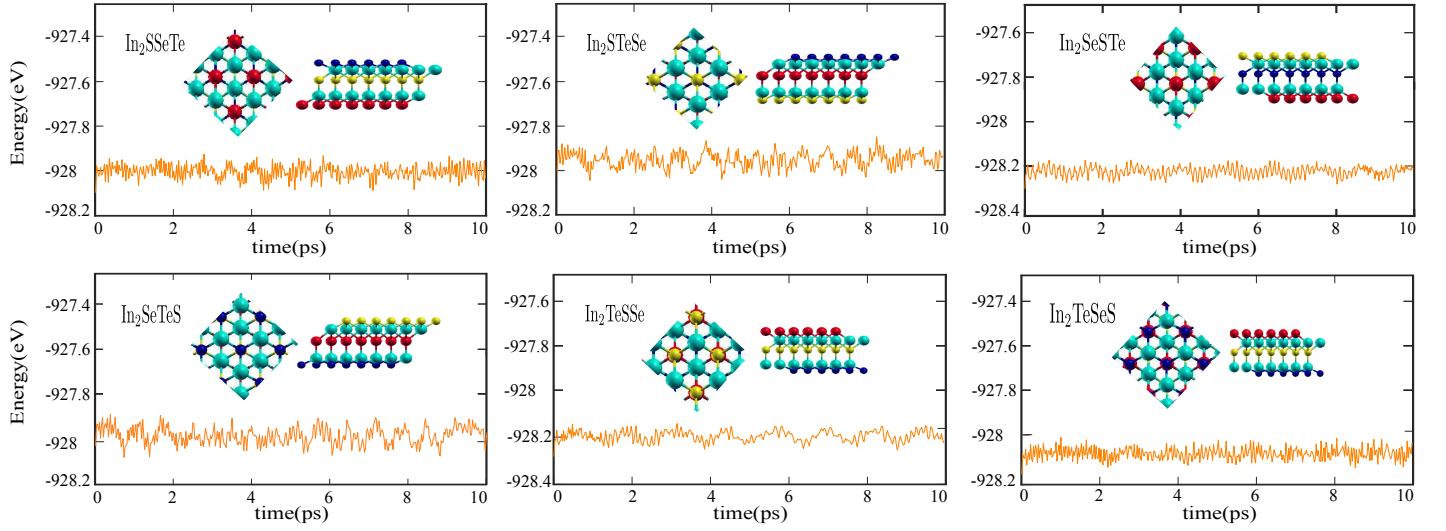 Energy(eV)
-927.4
-927.6
-927.8
-928
-928.2
In2SSeTe
0 2 4 6 8 10
time(ps)
-927.4
-927.6
-927.8
-928
-928.2
In2STeSe
0 2 4 6 8 10
time(ps)
-927.6
-927.8
-928
-928.2
-928.4
In2SeSTe
0 2 4 6 8 10
time(ps)
Energy(eV)
-927.4
-927.6
-927.8
-928
-928.2
In2SeTeS
0 2 4 6 8 10
time(ps)
-927.6
-927.8
-928
-928.2
-928.4
In2TeSSe
0 2 4 6 8 10
time(ps)
-927.4
-927.6
-927.8
-928
-928.2
In2TeSeS
0 2 4 6 8 10
time(ps)